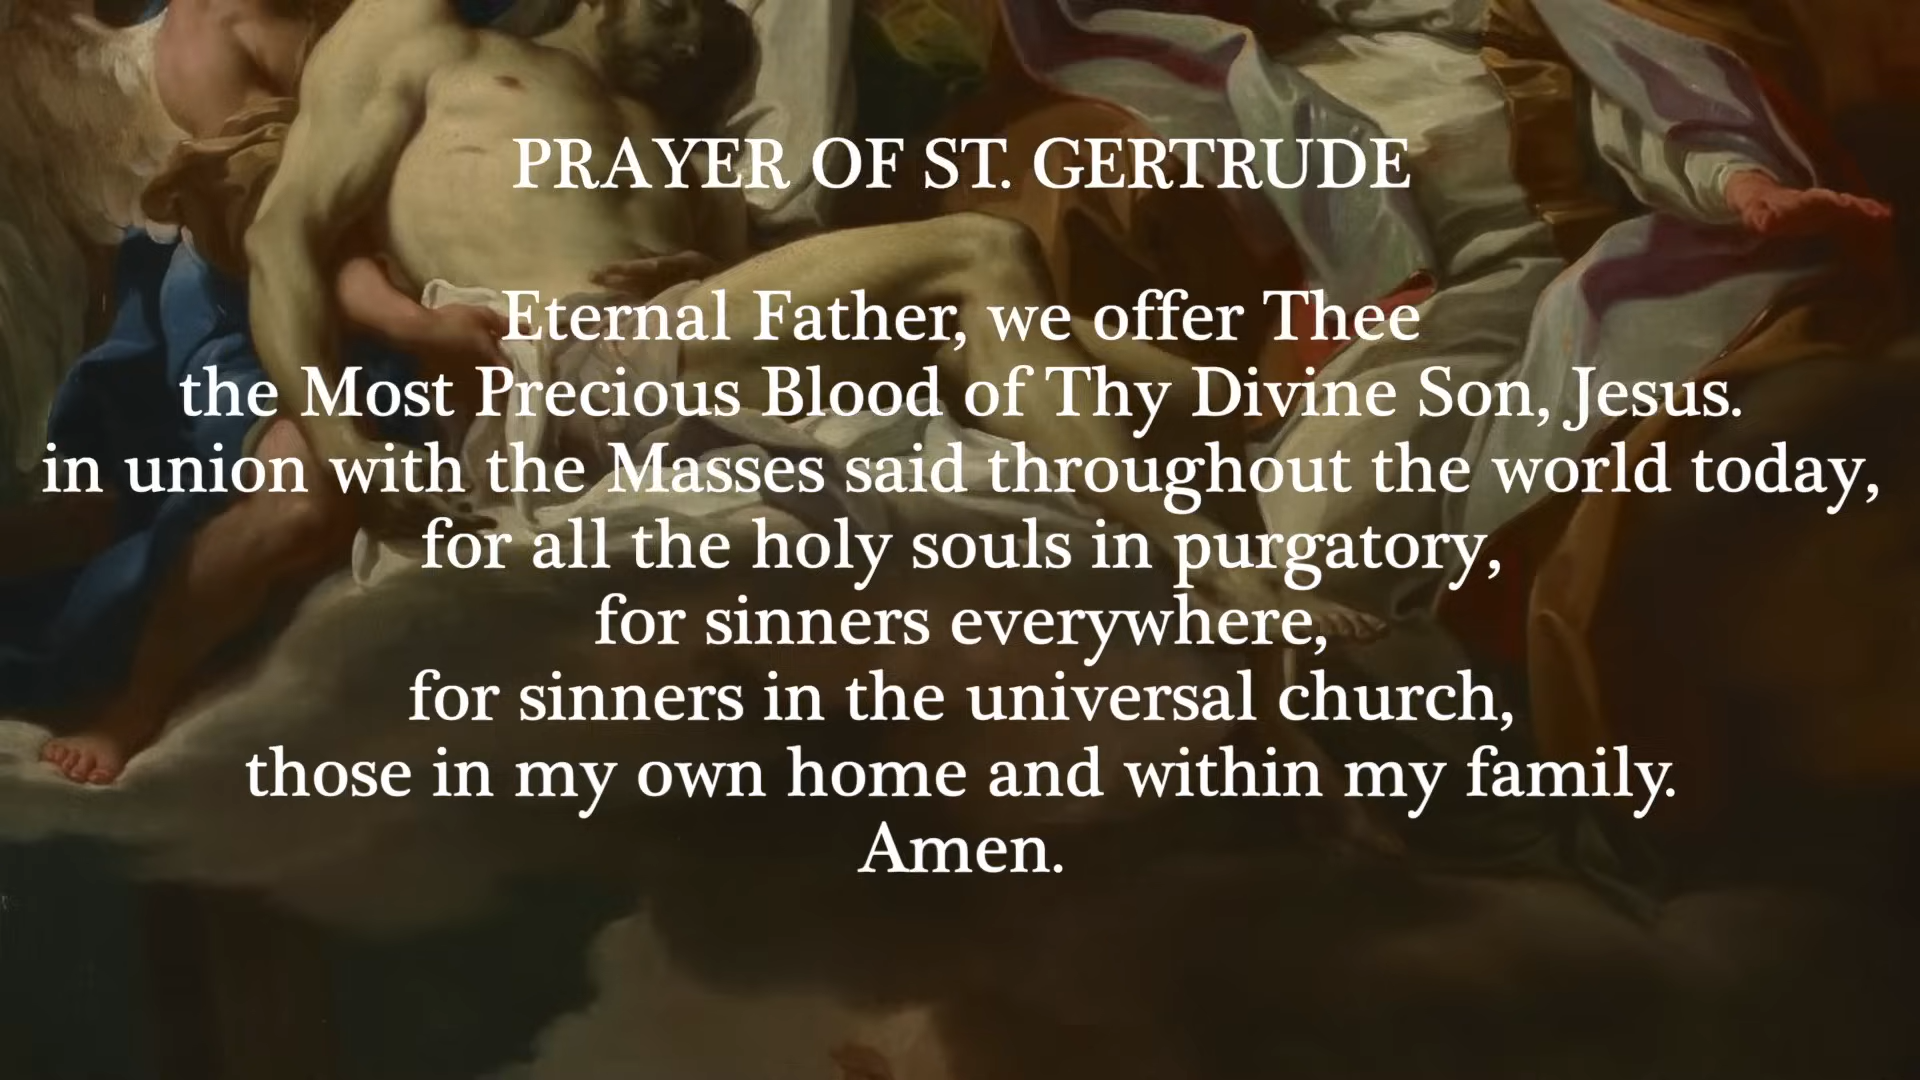 PRAYER OF ST. GERTRUDE
Eternal Father, we offer Thee
the Most Precious Blood of Thy Divine Son, Jesus.
in union with the Masses said throughout the world today,
for all the holy souls in purgatory,
for sinners everywhere,
for sinners in the universal church,
those in my own home and within my family.
Amen.